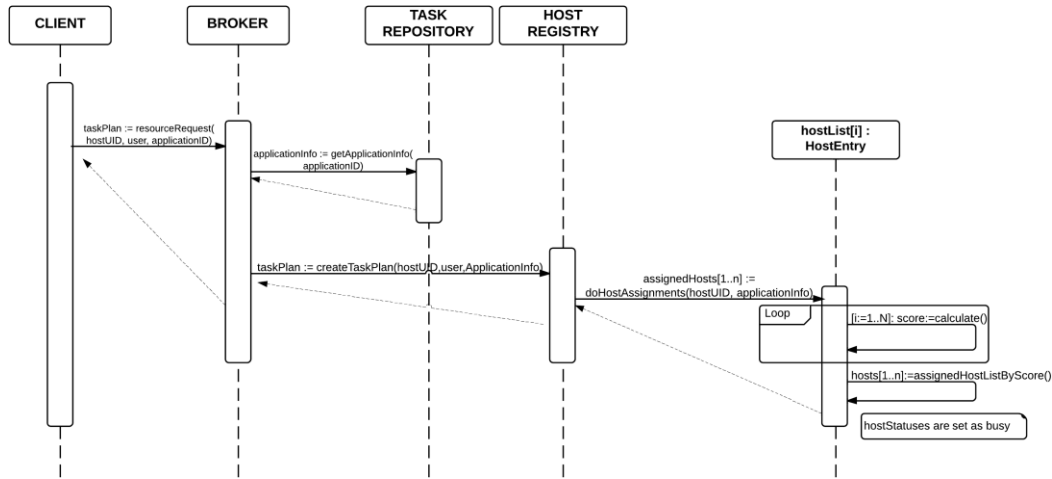 CLIENT
BROKER
TASK
REPOSITORY
HOST
REGISTRY
taskPlan := resourceRequest(
hostUID, user, applicationID)
applicationInfo := getApplicationInfo(
applicationID)
hostList[i] :
HostEntry
taskPlan := createTaskPlan(hostUID,user,ApplicationInfo)
assignedHosts[1..n] :=
doHostAssignments(hostUID, applicationInfo)
Loop
[i:=1..N]: score:=calculate()
hosts[1..n]:=assignedHostListByScore()
hostStatuses are set as busy